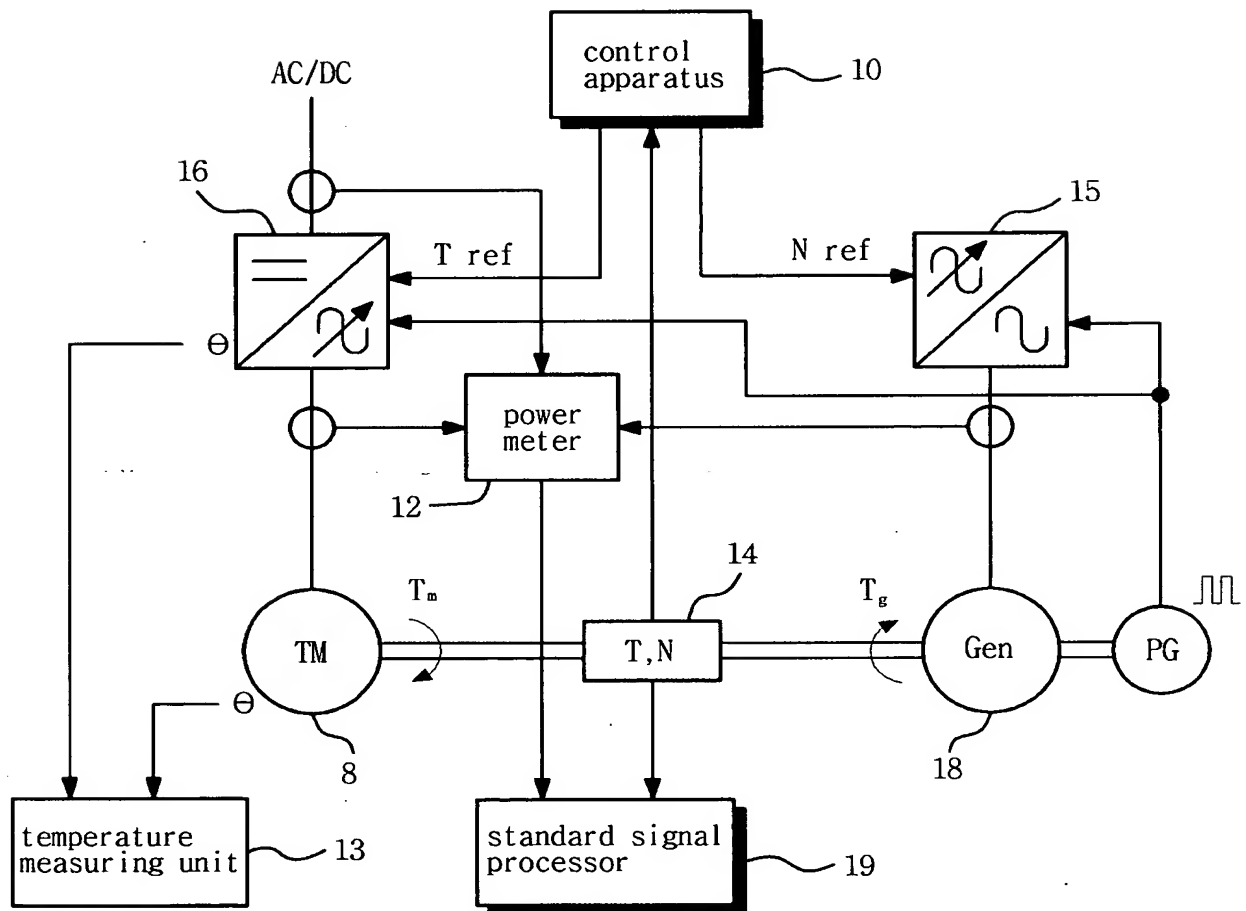 control
apparatus
10
AC/DC
16
15
T ref
N ref
Θ
power
meter
12
14
Tm
Tg
TM
T,N
Gen
PG
Θ
8
18
temperature
measuring unit
13
standard signal
processor
19